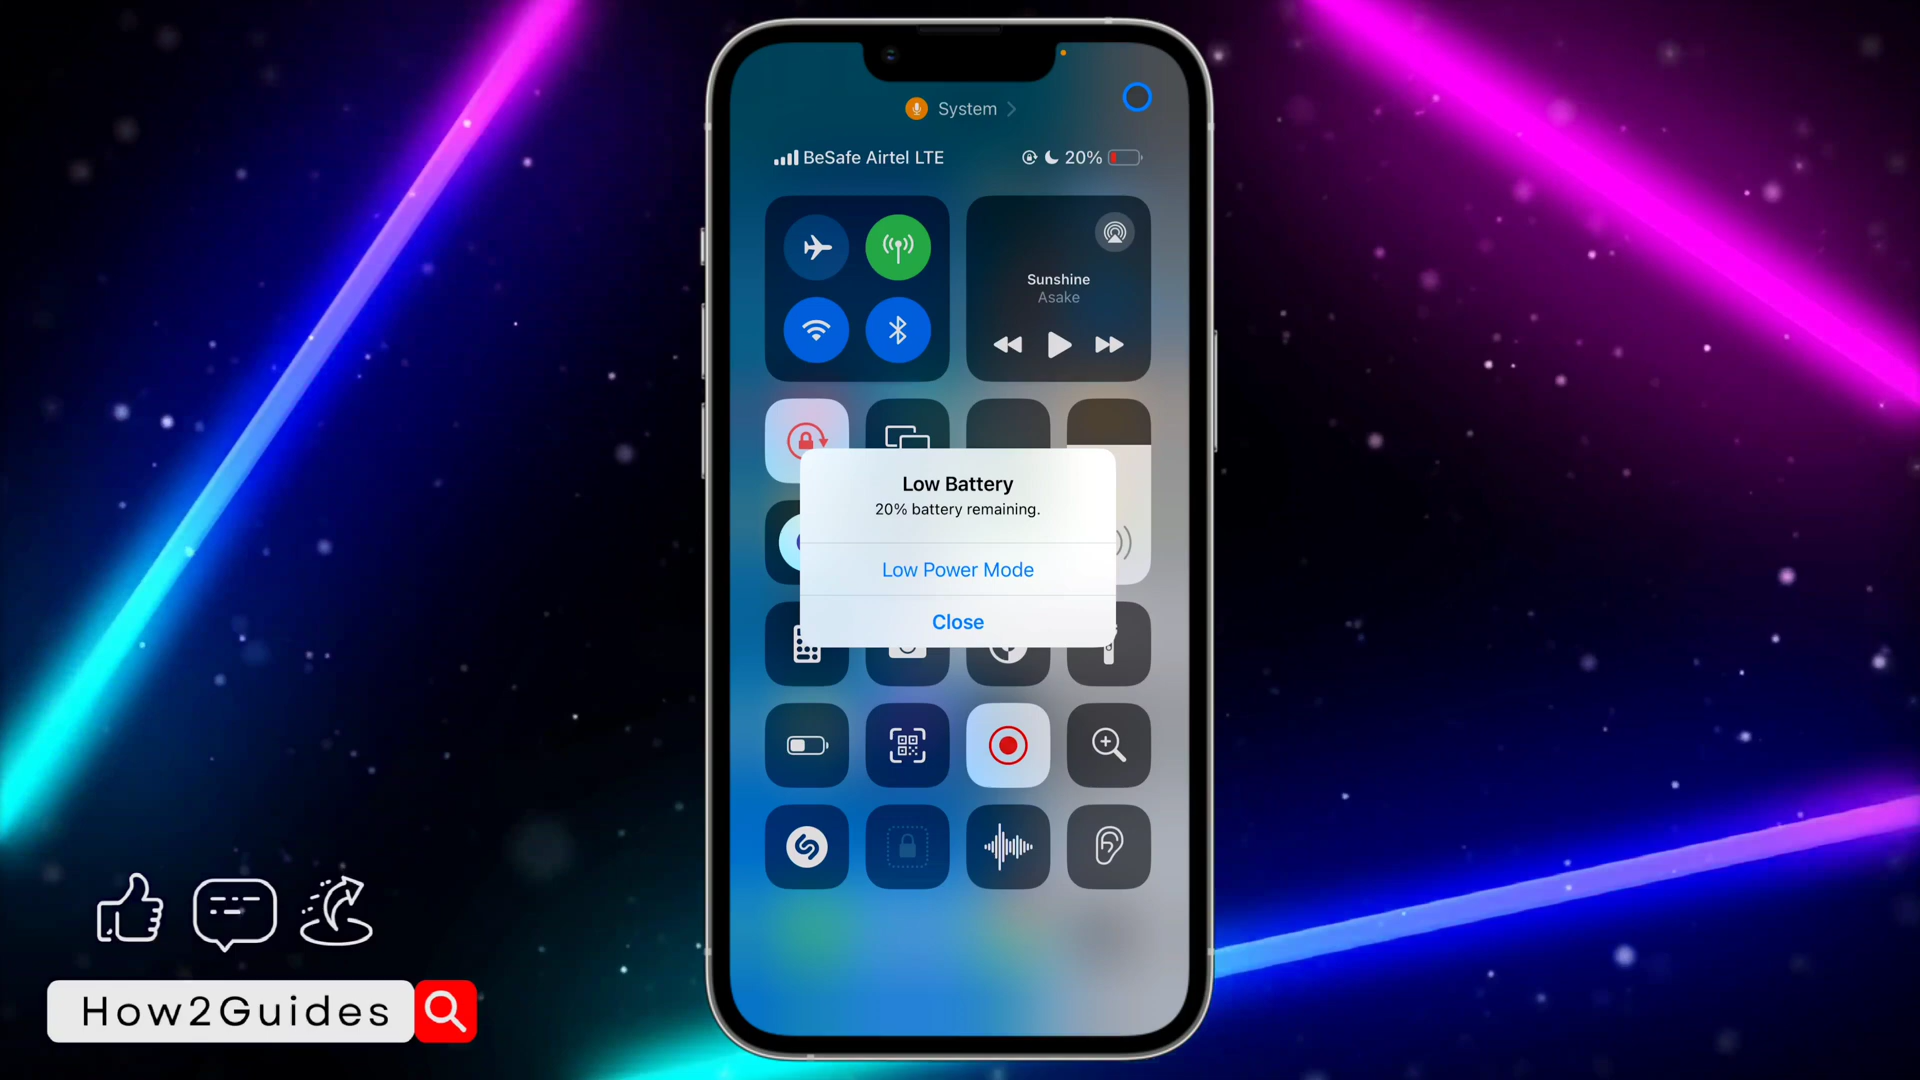 System
BeSafe Airtel LTE
20%
Sunshine
Asake
Low Battery
20% battery remaining.
Low Power Mode
Close
How2Guides